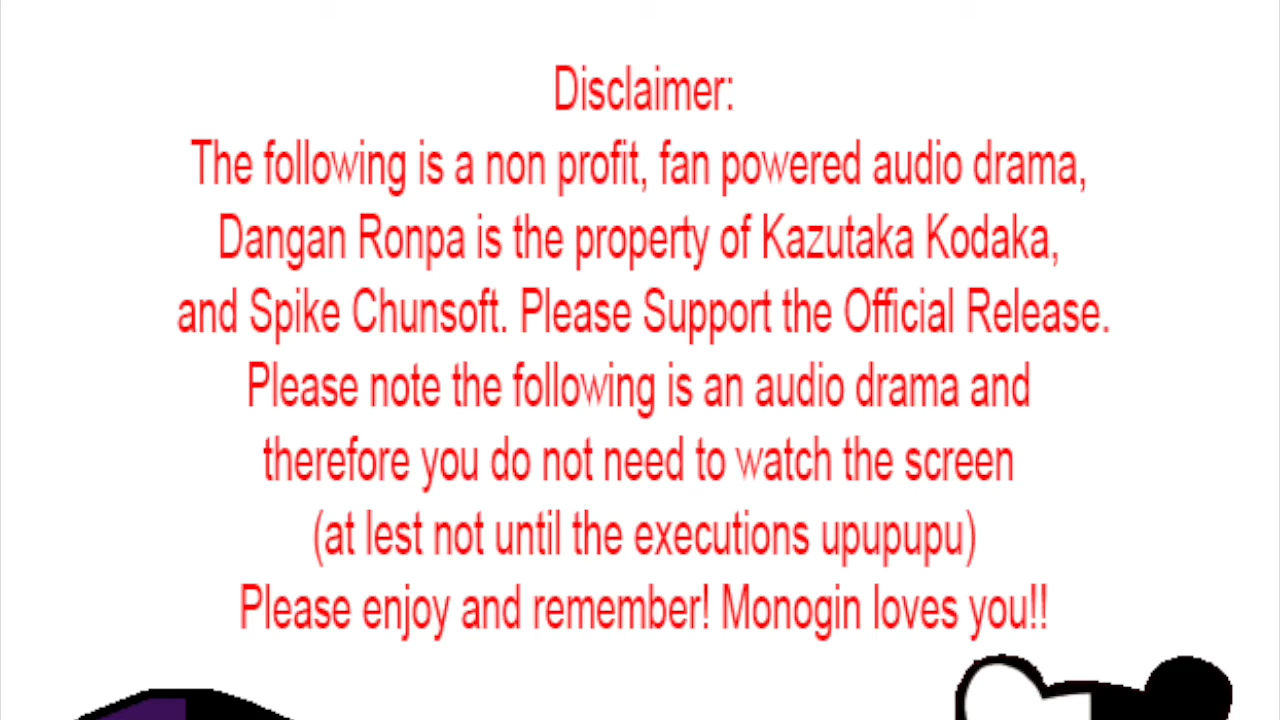 Disclaimer:
The following is a non profit, fan powered audio drama,
Dangan Ronpa is the property of Kazutaka Kodaka,
and Spike Chunsoft. Please Support the Official Release.
Please note the following is an audio drama and
therefore you do not need to watch the screen
(at lest not until the executions upupupu)
Please enjoy and remember! Monogin loves you!!